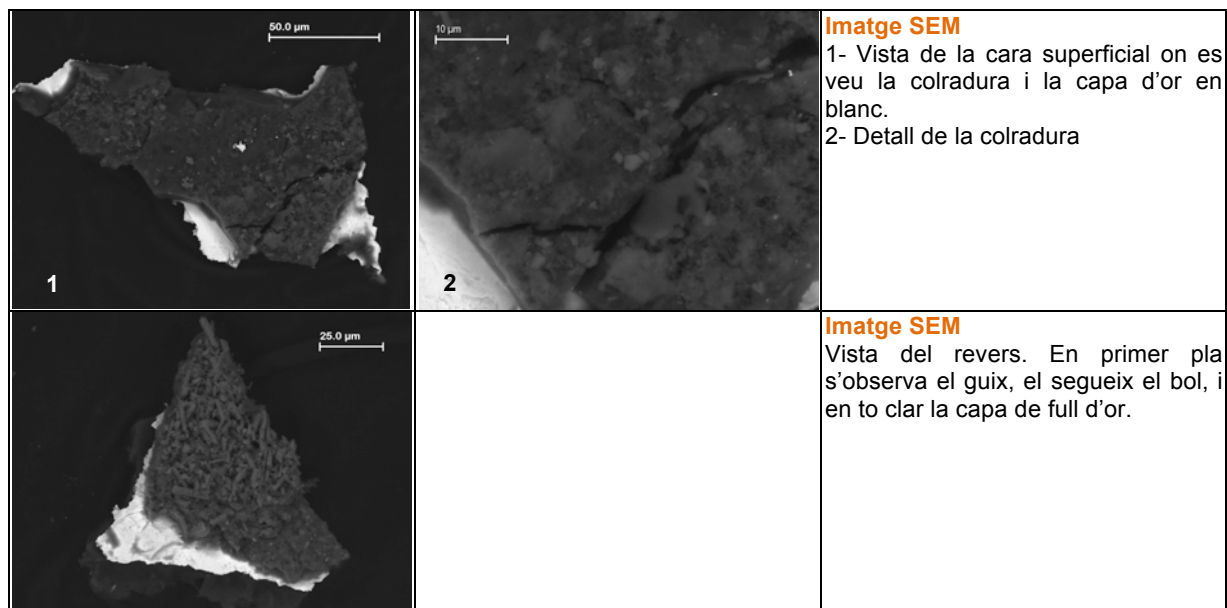 50.0 µm
1
10 µm
2
Imatge SEM
1- Vista de la cara superficial on es
veu la colradura i la capa d'or en
blanc.
2- Detall de la colradura
25.0 µm
Imatge SEM
Vista del revers. En primer pla
s'observa el guix, el segueix el bol, i
en to clar la capa de full d'or.